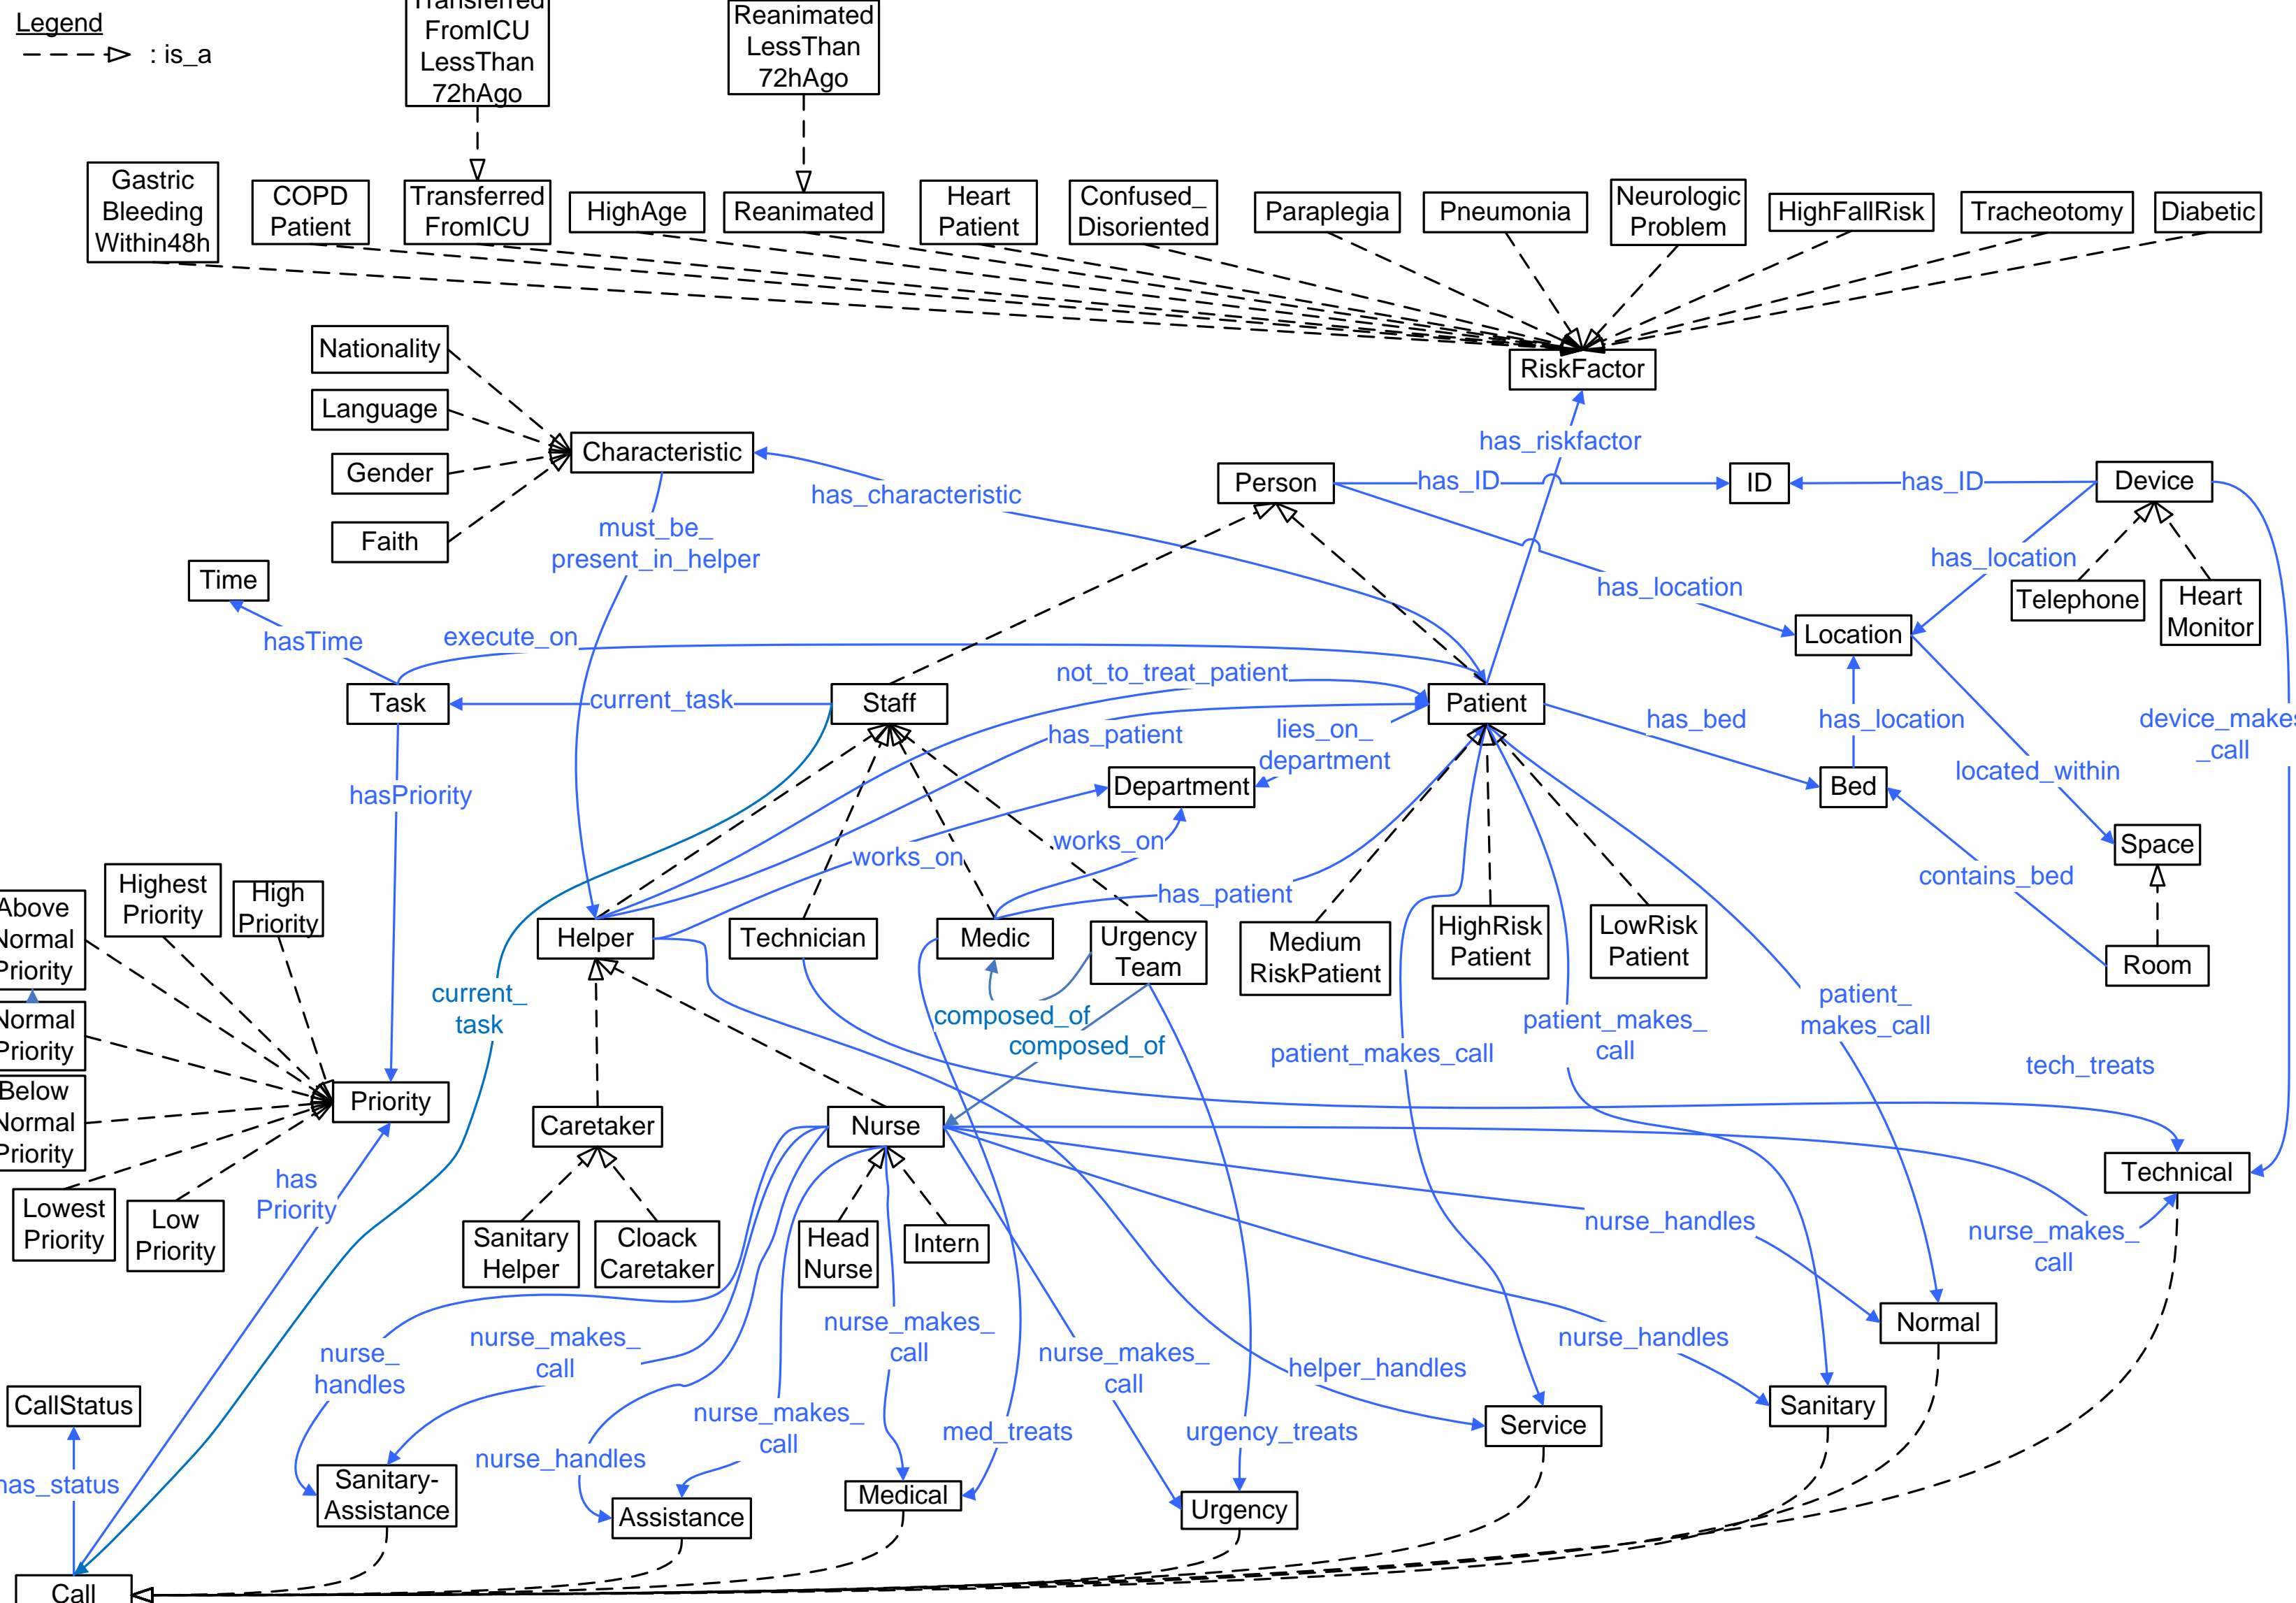 Legend
: is_a
Transferred
FromICU
LessThan
72hAgo
Reanimated
LessThan
72hAgo
Gastric
Bleeding
Within48h
COPD
Patient
Transferred
FromICU
HighAge
Reanimated
Heart
Patient
Confused_
Disoriented
Paraplegia
Pneumonia
Neurologic
Problem
HighFallRisk
Tracheotomy
Diabetic
RiskFactor
Nationality
Language
Gender
Faith
Characteristic
has_characteristic
must_be_
present_in_helper
has_riskfactor
Person
has_ID
ID
has_ID
Device
has_location
has_location
Telephone
Heart
Monitor
Location
Time
hasTime
execute_on
Task
current_task
Staff
not_to_treat_patient
has_patient
lies_on_
department
Patient
has_bed
has_location
located_within
device_makes
_call
hasPriority
Department
Bed
Space
works_on
works_on
has_patient
contains_bed
Room
Above
Normal
Priority
Highest
Priority
High
Priority
Normal
Priority
Below
Normal
Priority
Lowest
Priority
Low
Priority
Priority
has
Priority
current_
task
Helper
Technician
Medic
Urgency
Team
Medium
RiskPatient
HighRisk
Patient
LowRisk
Patient
composed_of
composed_of
patient_makes_call
patient_makes_
call
patient_
makes_call
tech_treats
Caretaker
Nurse
Technical
Sanitary
Helper
Cloack
Caretaker
Head
Nurse
Intern
nurse_handles
nurse_makes_
call
Normal
nurse_
handles
nurse_makes_
call
nurse_makes_
call
nurse_makes_
call
helper_handles
nurse_handles
CallStatus
has_status
nurse_handles
nurse_makes_
call
med_treats
urgency_treats
Service
Sanitary
Sanitary-
Assistance
Assistance
Medical
Urgency
Call